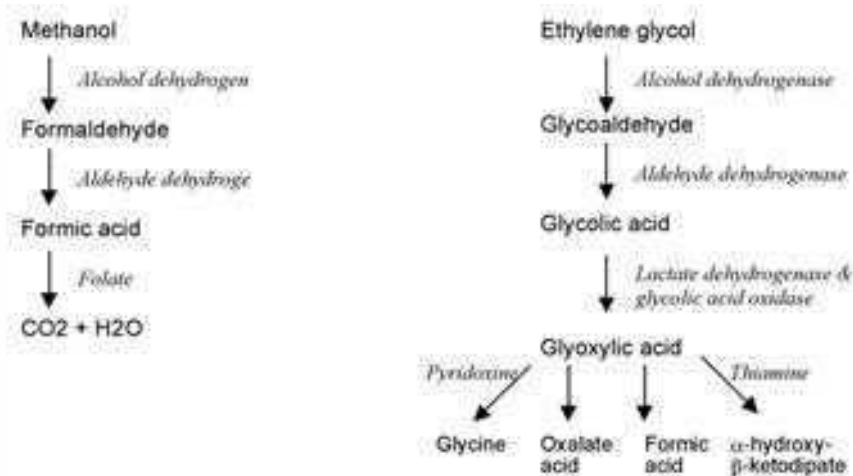 Methanol
Alcohol dehydrogen
Formaldehyde
Aldehyde dehydroge
Formic acid
Folate
CO2 + H2O
Ethylene glycol
Alcohol dehydrogenase
Glycoaldehyde
Aldehyde dehydrogenase
Glycolic acid
Lactate dehydrogenase &
glycolic acid oxidase
Glyoxylic acid
Pyridoxine
Thiamine
Glycine
Oxalate
acid
Formic
acid
α-hydroxy-
β-ketodipate